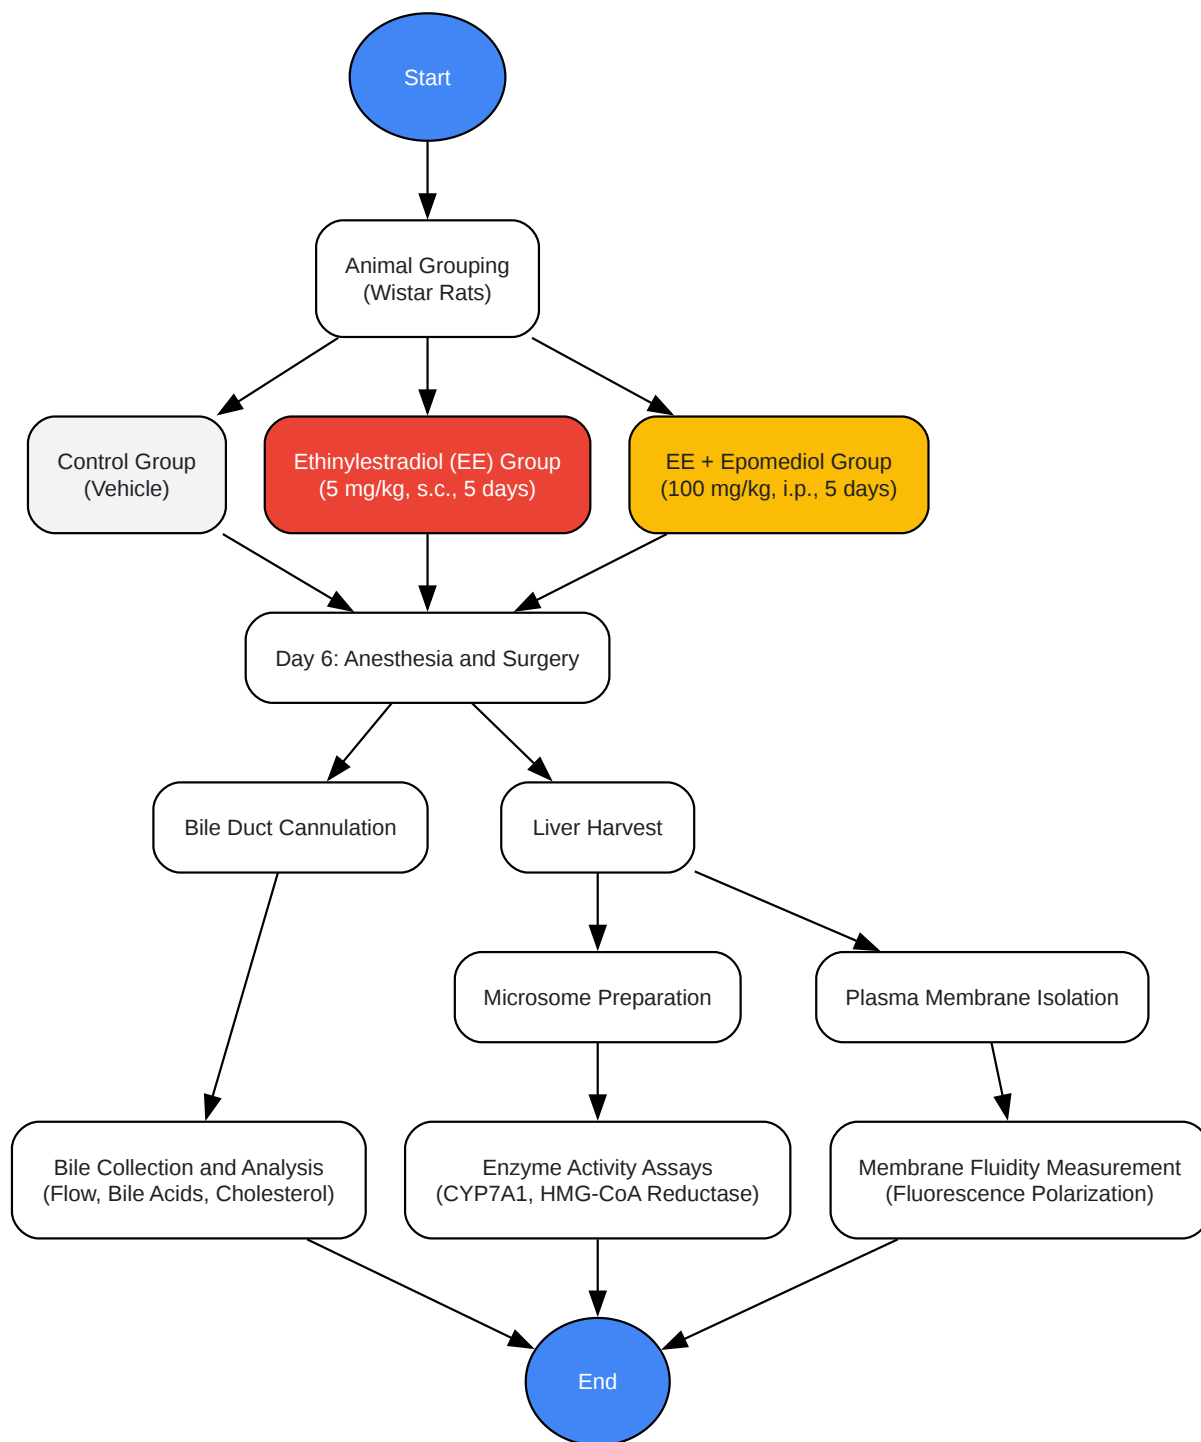 Start
Animal Grouping
(Wistar Rats)
Control Group
(Vehicle)
Ethinylestradiol (EE) Group
(5 mg/kg, s.c., 5 days)
EE + Epomediol Group
(100 mg/kg, i.p., 5 days)
Day 6: Anesthesia and Surgery
Bile Duct Cannulation
Liver Harvest
Microsome Preparation
Plasma Membrane Isolation
Bile Collection and Analysis
(Flow, Bile Acids, Cholesterol)
Enzyme Activity Assays
(CYP7A1, HMG-CoA Reductase)
Membrane Fluidity Measurement
(Fluorescence Polarization)
End